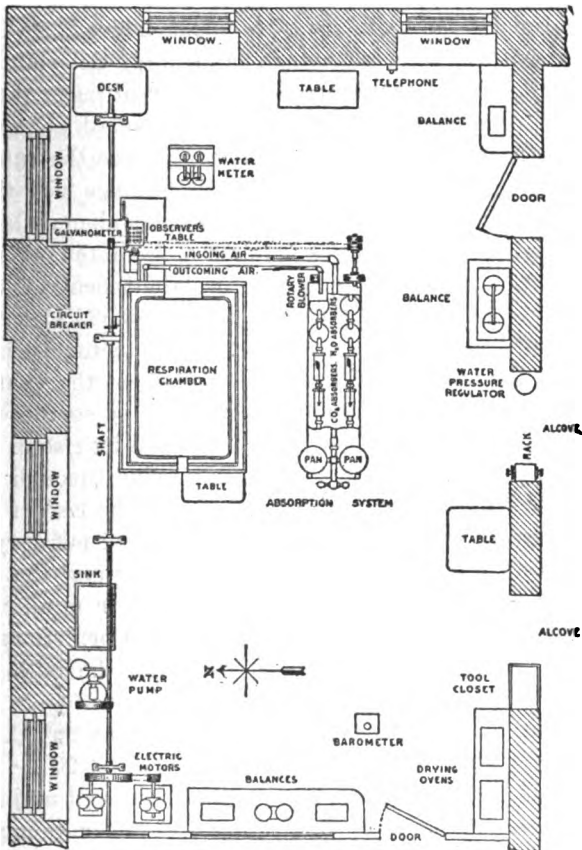 WINDOW.
WINDOW
DESK
TABLE
TELEPHONE
BALANCE
WINDOW
WATER
METER
DOOR
GALVANOMETER
OBSERVER'S
TABLE
INGOING AIR
OUTCOMING AIR
ROTARY
BLOWER
BALANCE
CIRCUIT
BREAKER
H2O ABSORBERS
CO2 ABSORBERS
RESPIRATION
CHAMBER
WATER
PRESSURE
REGULATOR
SHAFT
ALCOVE
RACK
WINDOW
PAN
PAN
TABLE
ABSORPTION SYSTEM
TABLE
SINK
ALCOVE
N
WATER
PUMP
TOOL
CLOSET
WINDOW
BAROMETER
ELECTRIC
MOTORS
BALANCES
DRYING
OVENS
DOOR